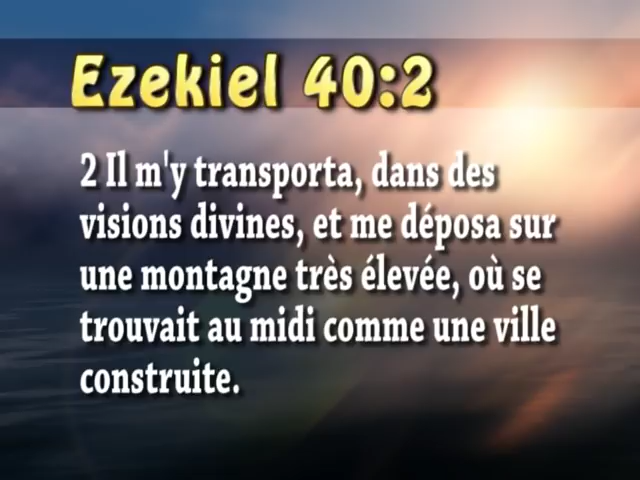 Ezekiel 40:2
2 Il m'y transporta, dans des
visions divines, et me déposa sur
une montagne très élevée, où se
trouvait au midi comme une ville
construite.